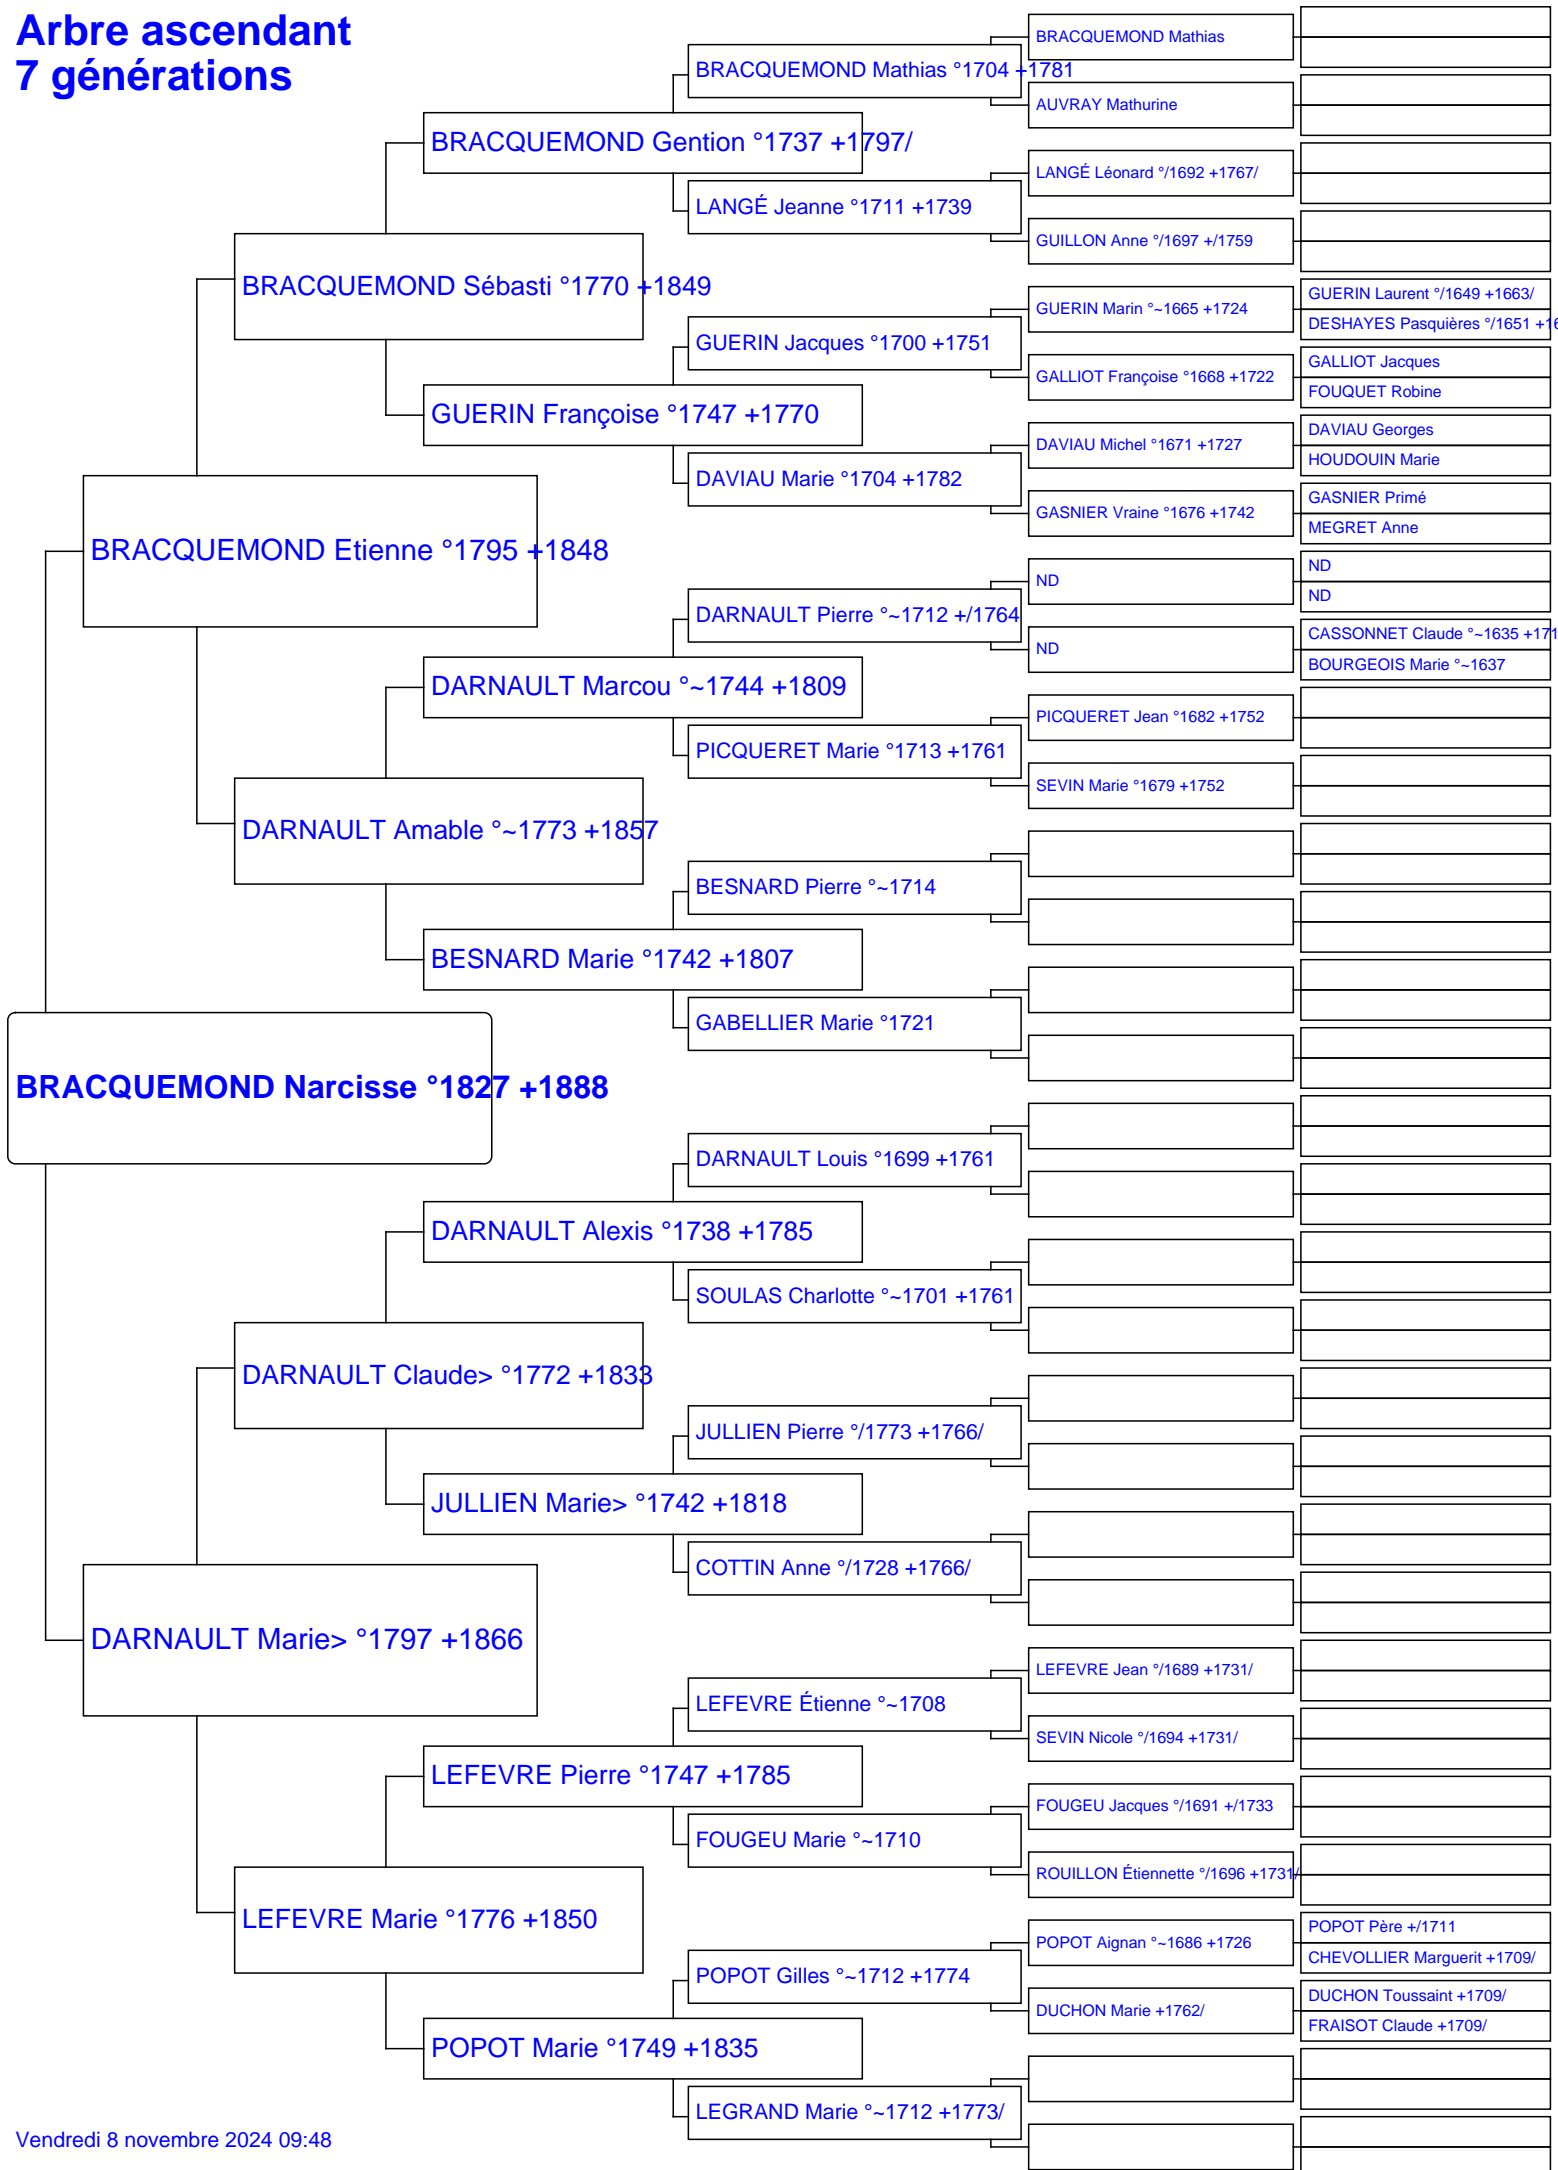 Arbre ascendant
7 générations
BRACQUEMOND Mathias
BRACQUEMOND Mathias °1704 +1781
AUVRAY Mathurine
BRACQUEMOND Gention °1737 +1797/
LANGÉ Léonard °/1692 +1767/
LANGÉ Jeanne °1711 +1739
GUILLON Anne °/1697 +/1759
BRACQUEMOND Sébasti °1770 +1849
GUERIN Laurent °/1649 +1663/
GUERIN Marin °~1665 +1724
DESHAYES Pasquières °/1651 +16
GUERIN Jacques °1700 +1751
GALLIOT Jacques
GALLIOT Françoise °1668 +1722
FOUQUET Robine
GUERIN Françoise °1747 +1770
DAVIAU Georges
DAVIAU Michel °1671 +1727
HOUDOUIN Marie
DAVIAU Marie °1704 +1782
GASNIER Primé
GASNIER Vraine °1676 +1742
MEGRET Anne
BRACQUEMOND Etienne °1795 +1848
ND
ND
ND
DARNAULT Pierre °~1712 +/1764
CASSONNET Claude °~1635 +171
ND
BOURGEOIS Marie °~1637
DARNAULT Marcou °~1744 +1809
PICQUERET Jean °1682 +1752
PICQUERET Marie °1713 +1761
SEVIN Marie °1679 +1752
DARNAULT Amable °~1773 +1857
BESNARD Pierre °~1714
BESNARD Marie °1742 +1807
GABELLIER Marie °1721
BRACQUEMOND Narcisse °1827 +1888
DARNAULT Louis °1699 +1761
DARNAULT Alexis °1738 +1785
SOULAS Charlotte °~1701 +1761
DARNAULT Claude> °1772 +1833
JULLIEN Pierre °/1773 +1766/
JULLIEN Marie> °1742 +1818
COTTIN Anne °/1728 +1766/
DARNAULT Marie> °1797 +1866
LEFEVRE Jean °/1689 +1731/
LEFEVRE Étienne °~1708
SEVIN Nicole °/1694 +1731/
LEFEVRE Pierre °1747 +1785
FOUGEU Jacques °/1691 +/1733
FOUGEU Marie °~1710
ROUILLON Étiennette °/1696 +1731/
LEFEVRE Marie °1776 +1850
POPOT Père +/1711
POPOT Aignan °~1686 +1726
CHEVOLLIER Marguerit +1709/
POPOT Gilles °~1712 +1774
DUCHON Toussaint +1709/
DUCHON Marie +1762/
FRAISOT Claude +1709/
POPOT Marie °1749 +1835
LEGRAND Marie °~1712 +1773/
Vendredi 8 novembre 2024 09:48